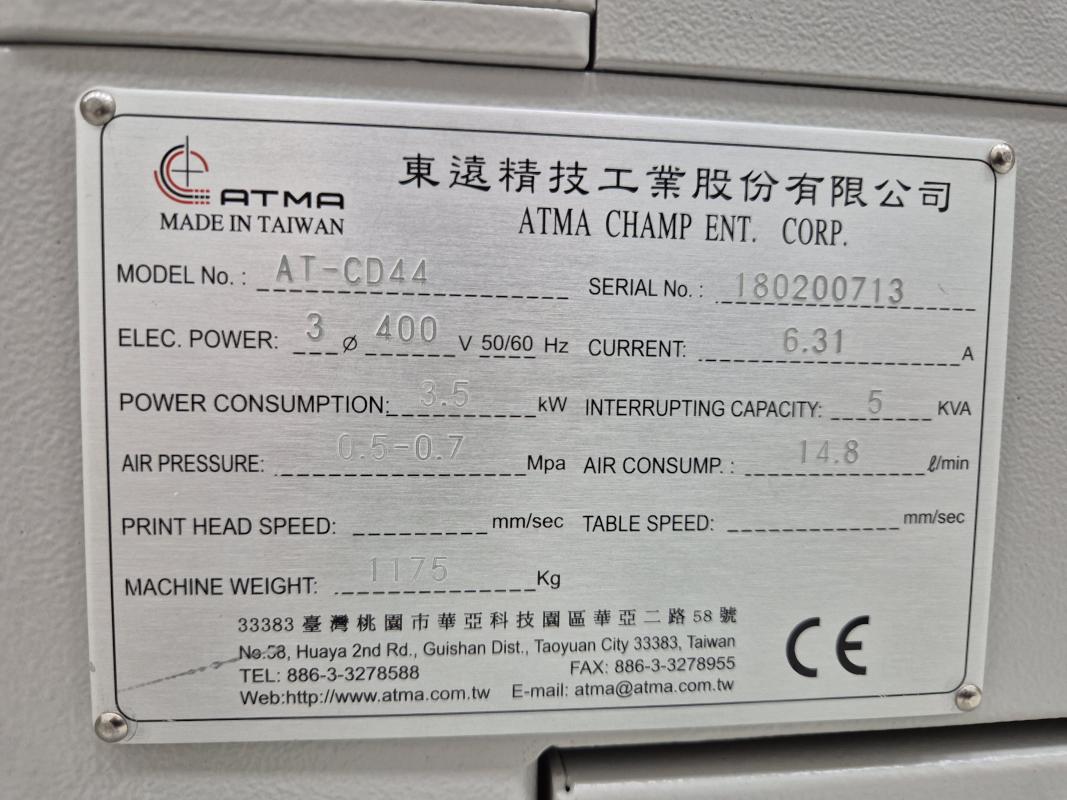 ATMA
MADE IN TAIWAN
東遠精技工業股份有限公司
ATMA CHAMP ENT. CORP.
MODEL No. : AT-CD44
SERIAL No. : 180200713
ELEC. POWER: 3 ø 400 V 50/60 Hz
CURRENT: 6.31 A
POWER CONSUMPTION: 3.5 kW
INTERRUPTING CAPACITY: 5 KVA
AIR PRESSURE: 0.5-0.7 Mpa
AIR CONSUMP. : 14.8 ℓ/min
PRINT HEAD SPEED: mm/sec
TABLE SPEED: mm/sec
MACHINE WEIGHT: 1175 Kg
33383 臺灣桃園市華亞科技園區華亞二路 58 號
No.58, Huaya 2nd Rd., Guishan Dist., Taoyuan City 33383, Taiwan
TEL: 886-3-3278588 FAX: 886-3-3278955
Web:http://www.atma.com.tw E-mail: atma@atma.com.tw
CE